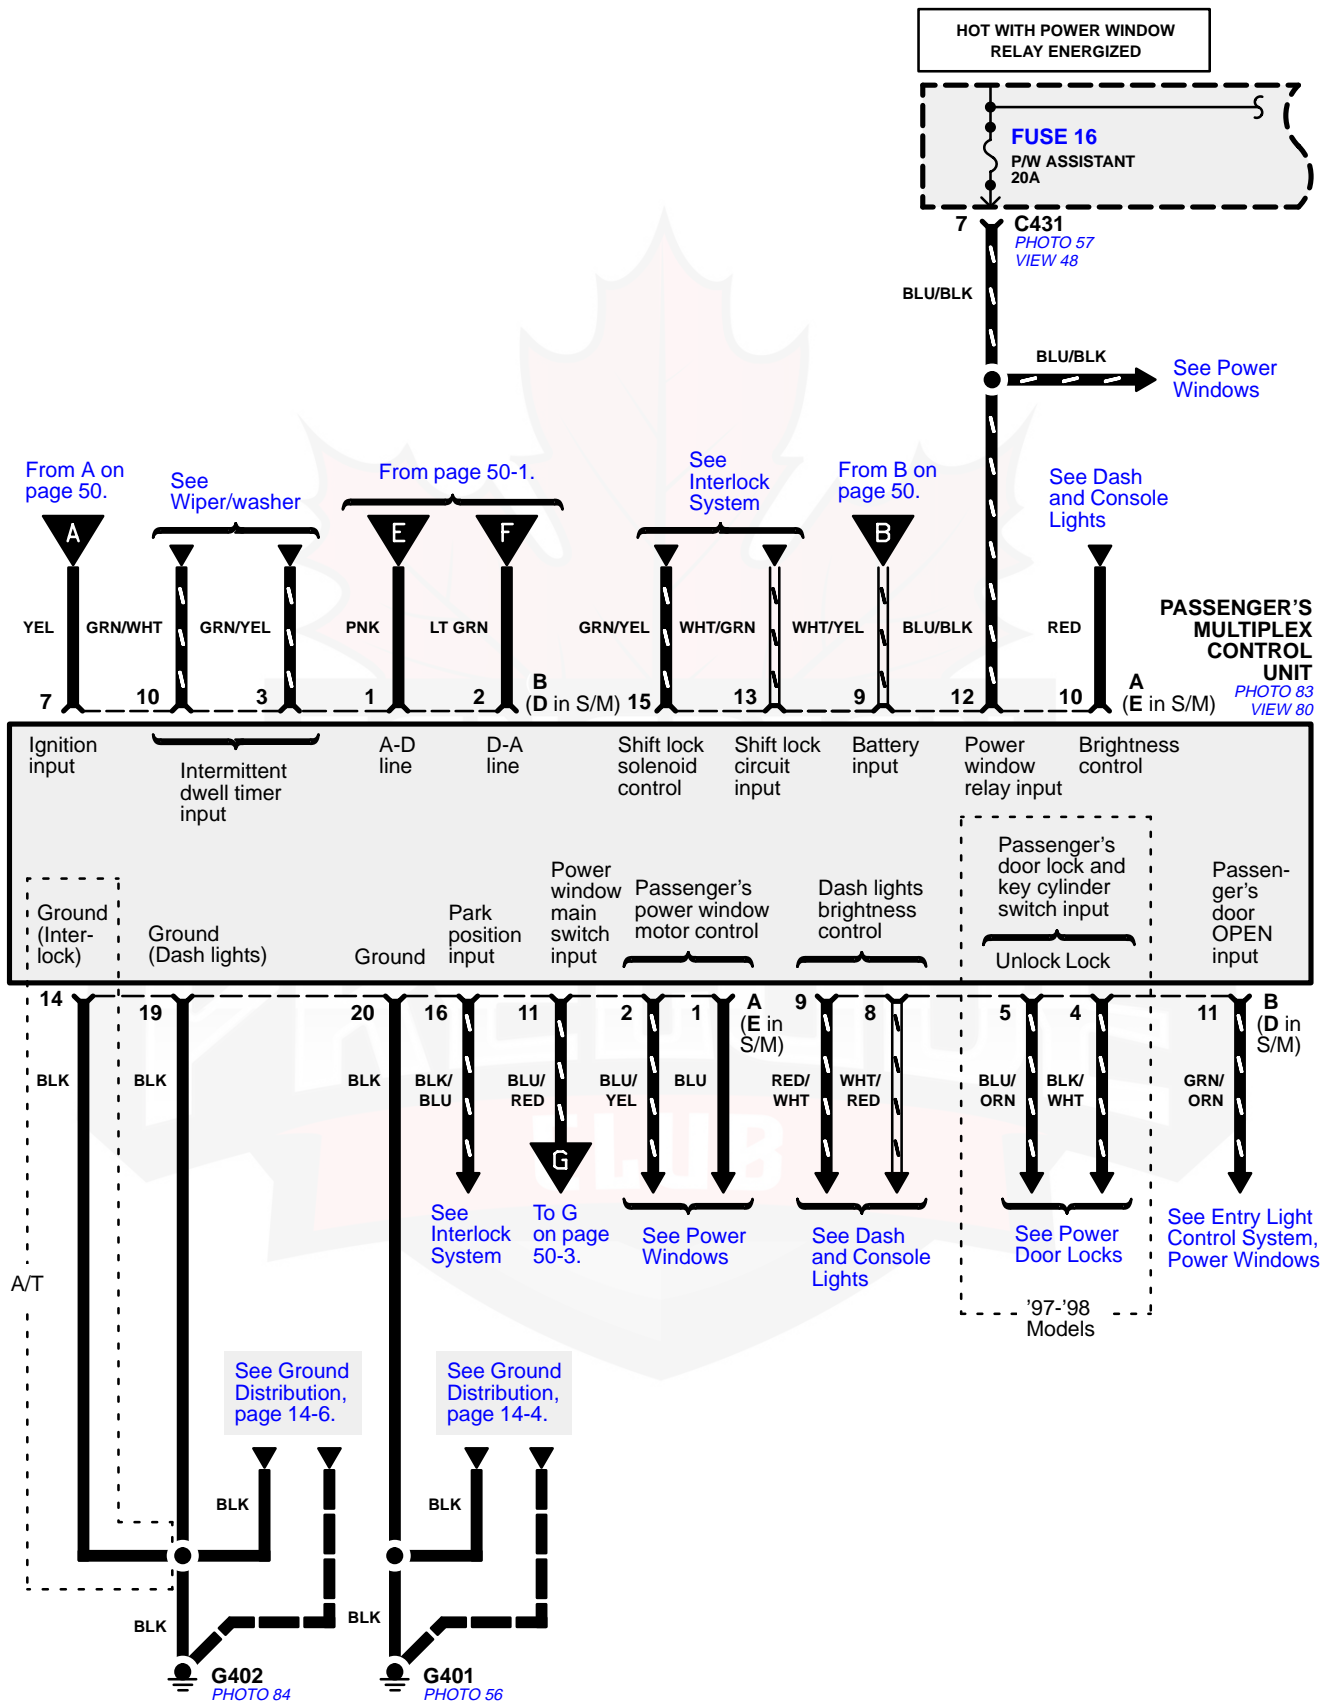 HOT WITH POWER WINDOW
RELAY ENERGIZED
FUSE 16
P/W ASSISTANT
20A
7
C431
PHOTO 57
VIEW 48
BLU/BLK
BLU/BLK
See Power
Windows
From A on
page 50.
See
Wiper/washer
From page 50-1.
See
Interlock
System
From B on
page 50.
See Dash
and Console
Lights
A
E
F
B
YEL
GRN/WHT
GRN/YEL
PNK
LT GRN
GRN/YEL
WHT/GRN
WHT/YEL
BLU/BLK
RED
PASSENGER'S
MULTIPLEX
CONTROL
UNIT
PHOTO 83
VIEW 80
7
10
3
1
2
B
(D in S/M)
15
13
9
12
10
A
(E in S/M)
Ignition
input
Intermittent
dwell timer
input
A-D
line
D-A
line
Shift lock
solenoid
control
Shift lock
circuit
input
Battery
input
Power
window
relay input
Brightness
control
Ground
(Inter-
lock)
Ground
(Dash lights)
Ground
Park
position
input
Power
window
main
switch
input
Passenger's
power window
motor control
Dash lights
brightness
control
Passenger's
door lock and
key cylinder
switch input
Unlock Lock
Passen-
ger's
door
OPEN
input
14
19
20
16
11
2
1
A
(E in
S/M)
9
8
5
4
11
B
(D in
S/M)
BLK
BLK
BLK
BLK/
BLU
BLU/
RED
BLU/
YEL
BLU
RED/
WHT
WHT/
RED
BLU/
ORN
BLK/
WHT
GRN/
ORN
CLUB
G
See
Interlock
System
To G
on page
50-3.
See Power
Windows
See Dash
and Console
Lights
See Power
Door Locks
See Entry Light
Control System,
Power Windows
A/T
'97-'98
Models
See Ground
Distribution,
page 14-6.
See Ground
Distribution,
page 14-4.
BLK
BLK
BLK
BLK
G402
PHOTO 84
G401
PHOTO 56